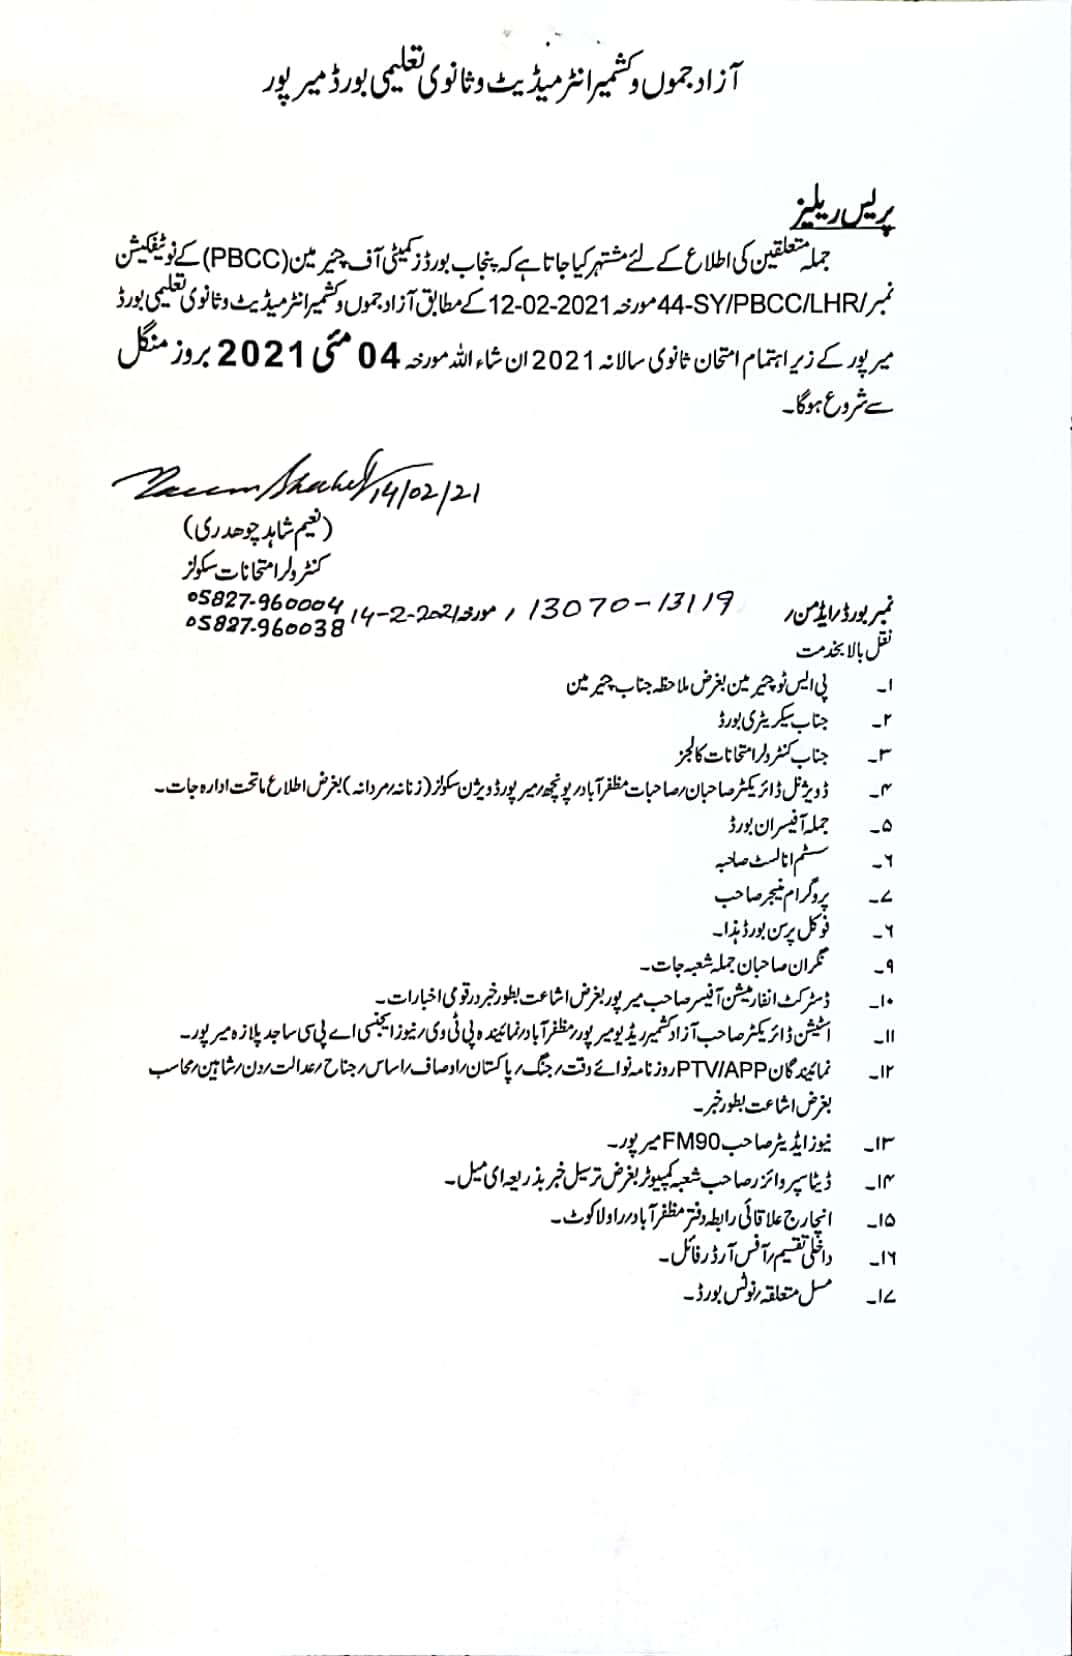 آزاد جموں و کشمیر انٹرمیڈیٹ و ثانوی تعلیمی بورڈ میرپور
پریس ریلیز
جملہ متعلقین کی اطلاع کے لئے مشتہر کیا جاتا ہے کہ پنجاب بورڈز کمیٹی آف چیئرمین (PBCC) کے نوٹیفکیشن
نمبر 44-SY/PBCC/LHR/ مورخہ 12-02-2021 کے مطابق آزاد جموں و کشمیر انٹرمیڈیٹ و ثانوی تعلیمی بورڈ
میرپور کے زیر اہتمام امتحان ثانوی سالانہ 2021 ان شاء اللہ مورخہ 04 مئی 2021 بروز منگل
سے شروع ہوگا۔
14/02/21
(نعیم شاہد چوھدری)
کنٹرولر امتحانات سکولز
05827-960004
05827-960038
نمبر بورڈ/ایڈمن/ 13070-13119 / مورخہ 14-2-2021
نقل بالا بخدمت
۱۔ پی ایس ٹو چیئرمین بغرض ملاحظہ جناب چیئرمین
۲۔ جناب سیکریٹری بورڈ
۳۔ جناب کنٹرولر امتحانات کالجز
۴۔ ڈویژنل ڈائریکٹر صاحبان/صاحبات مظفرآباد/پونچھ/میرپور ڈویژن سکولز (زنانہ/مردانہ) بغرض اطلاع ماتحت ادارہ جات۔
۵۔ جملہ آفیسران بورڈ
۶۔ سسٹم انالسٹ صاحبہ
۷۔ پروگرام منیجر صاحب
۶۔ فوکل پرسن بورڈ ہذا۔
۹۔ نگران صاحبان جملہ شعبہ جات۔
۱۰۔ ڈسٹرکٹ انفارمیشن آفیسر صاحب میرپور بغرض اشاعت بطور خبر در قومی اخبارات۔
۱۱۔ اسٹیشن ڈائریکٹر صاحب آزاد کشمیر ریڈیو میرپور/مظفرآباد/نمائیندہ پی ٹی وی/نیوز ایجنسی اے پی پی ساجد پلازہ میرپور۔
۱۲۔ نمائیندگان PTV/APP روزنامہ نوائے وقت/جنگ/پاکستان/اوصاف/اساس/جناح/عدالت/دن/شاہین/محاسب
بغرض اشاعت بطور خبر۔
۱۳۔ نیوز ایڈیٹر صاحب FM90 میرپور۔
۱۴۔ ڈیٹا سپروائزر صاحب شعبہ کمپیوٹر بغرض ترسیل خبر بذریعہ ای میل۔
۱۵۔ انچارج علاقائی رابطہ دفتر مظفرآباد/راولاکوٹ۔
۱۶۔ داخلی تقسیم/آفس آرڈر فائل۔
۱۷۔ مسل متعلقہ/نوٹس بورڈ۔